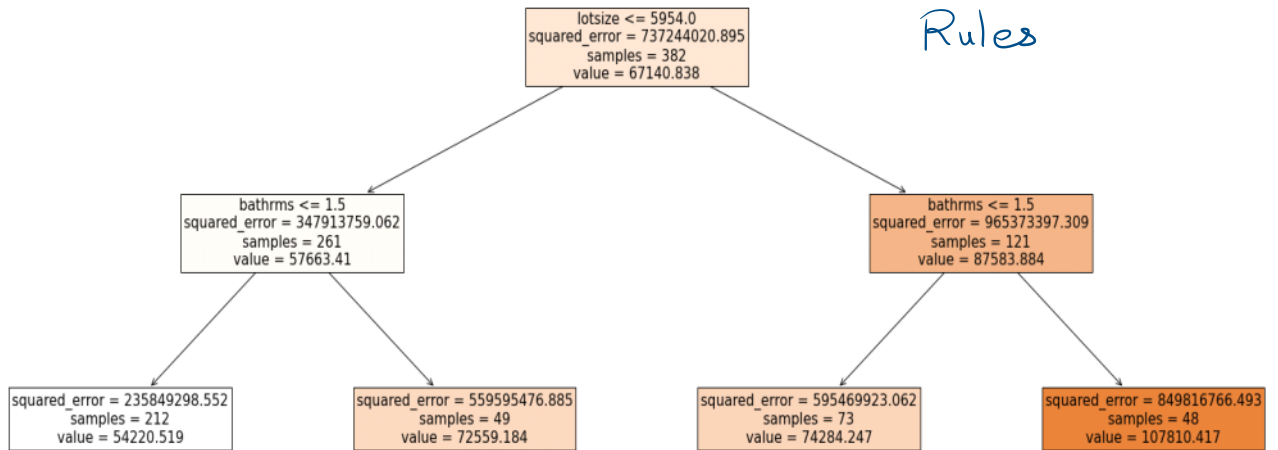 lotsize <= 5954.0
squared_error = 737244020.895
samples = 382
value = 67140.838
Rules
bathrms <= 1.5
squared_error = 347913759.062
samples = 261
value = 57663.41
bathrms <= 1.5
squared_error = 965373397.309
samples = 121
value = 87583.884
squared_error = 235849298.552
samples = 212
value = 54220.519
squared_error = 559595476.885
samples = 49
value = 72559.184
squared_error = 595469923.062
samples = 73
value = 74284.247
squared_error = 849816766.493
samples = 48
value = 107810.417